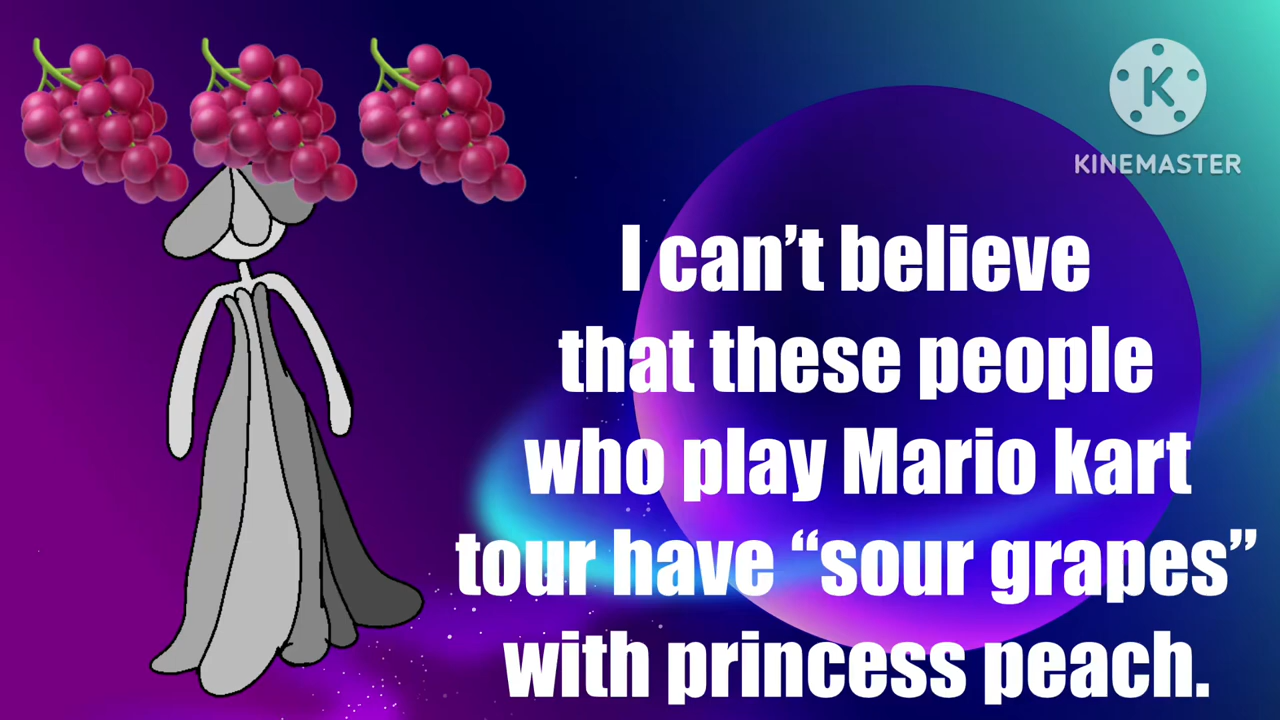 K
KINEMASTER
I can’t believe
that these people
who play Mario kart
tour have “sour grapes”
with princess peach.